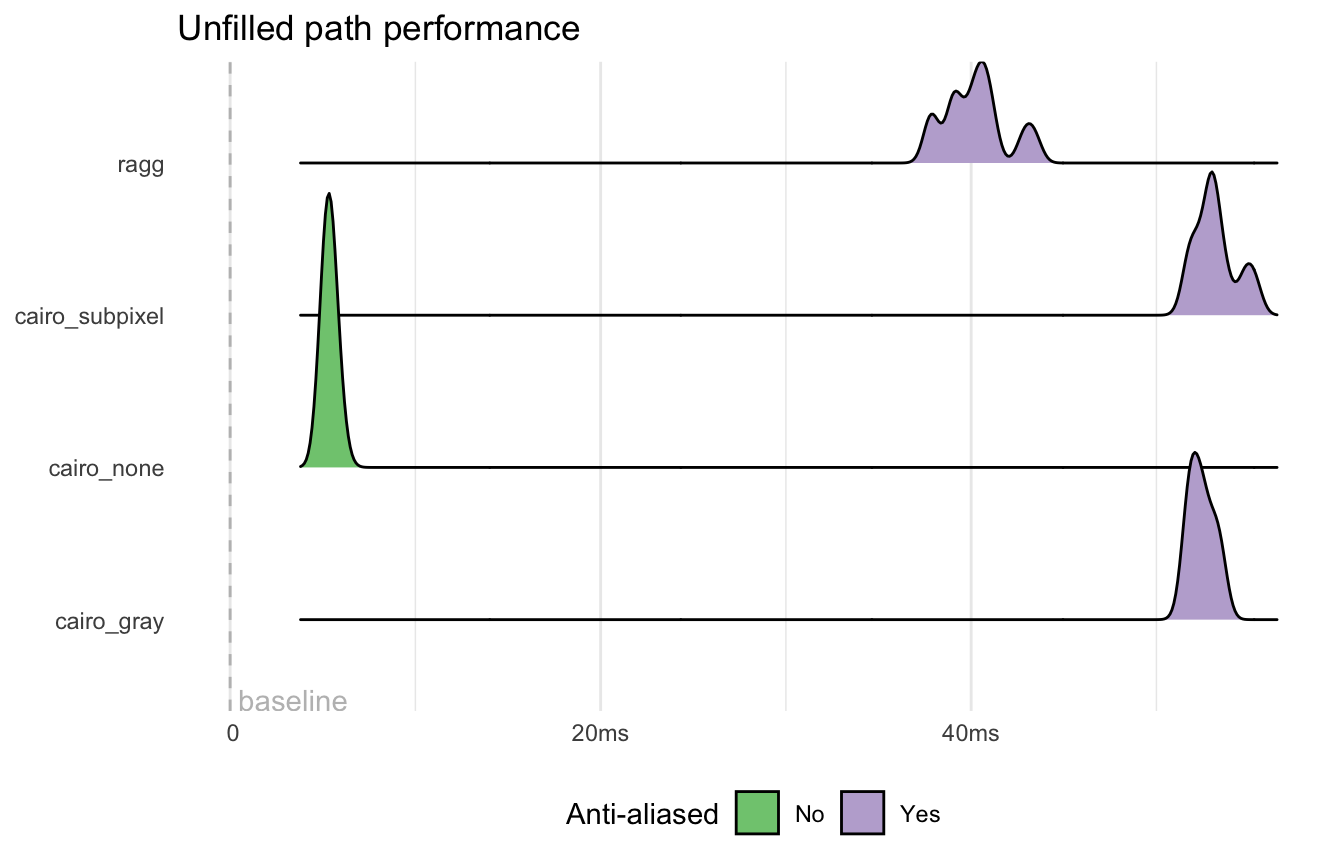 Unfilled path performance
ragg
cairo_subpixel
cairo_none
cairo_gray
baseline
0 20ms 40ms
Anti-aliased No Yes